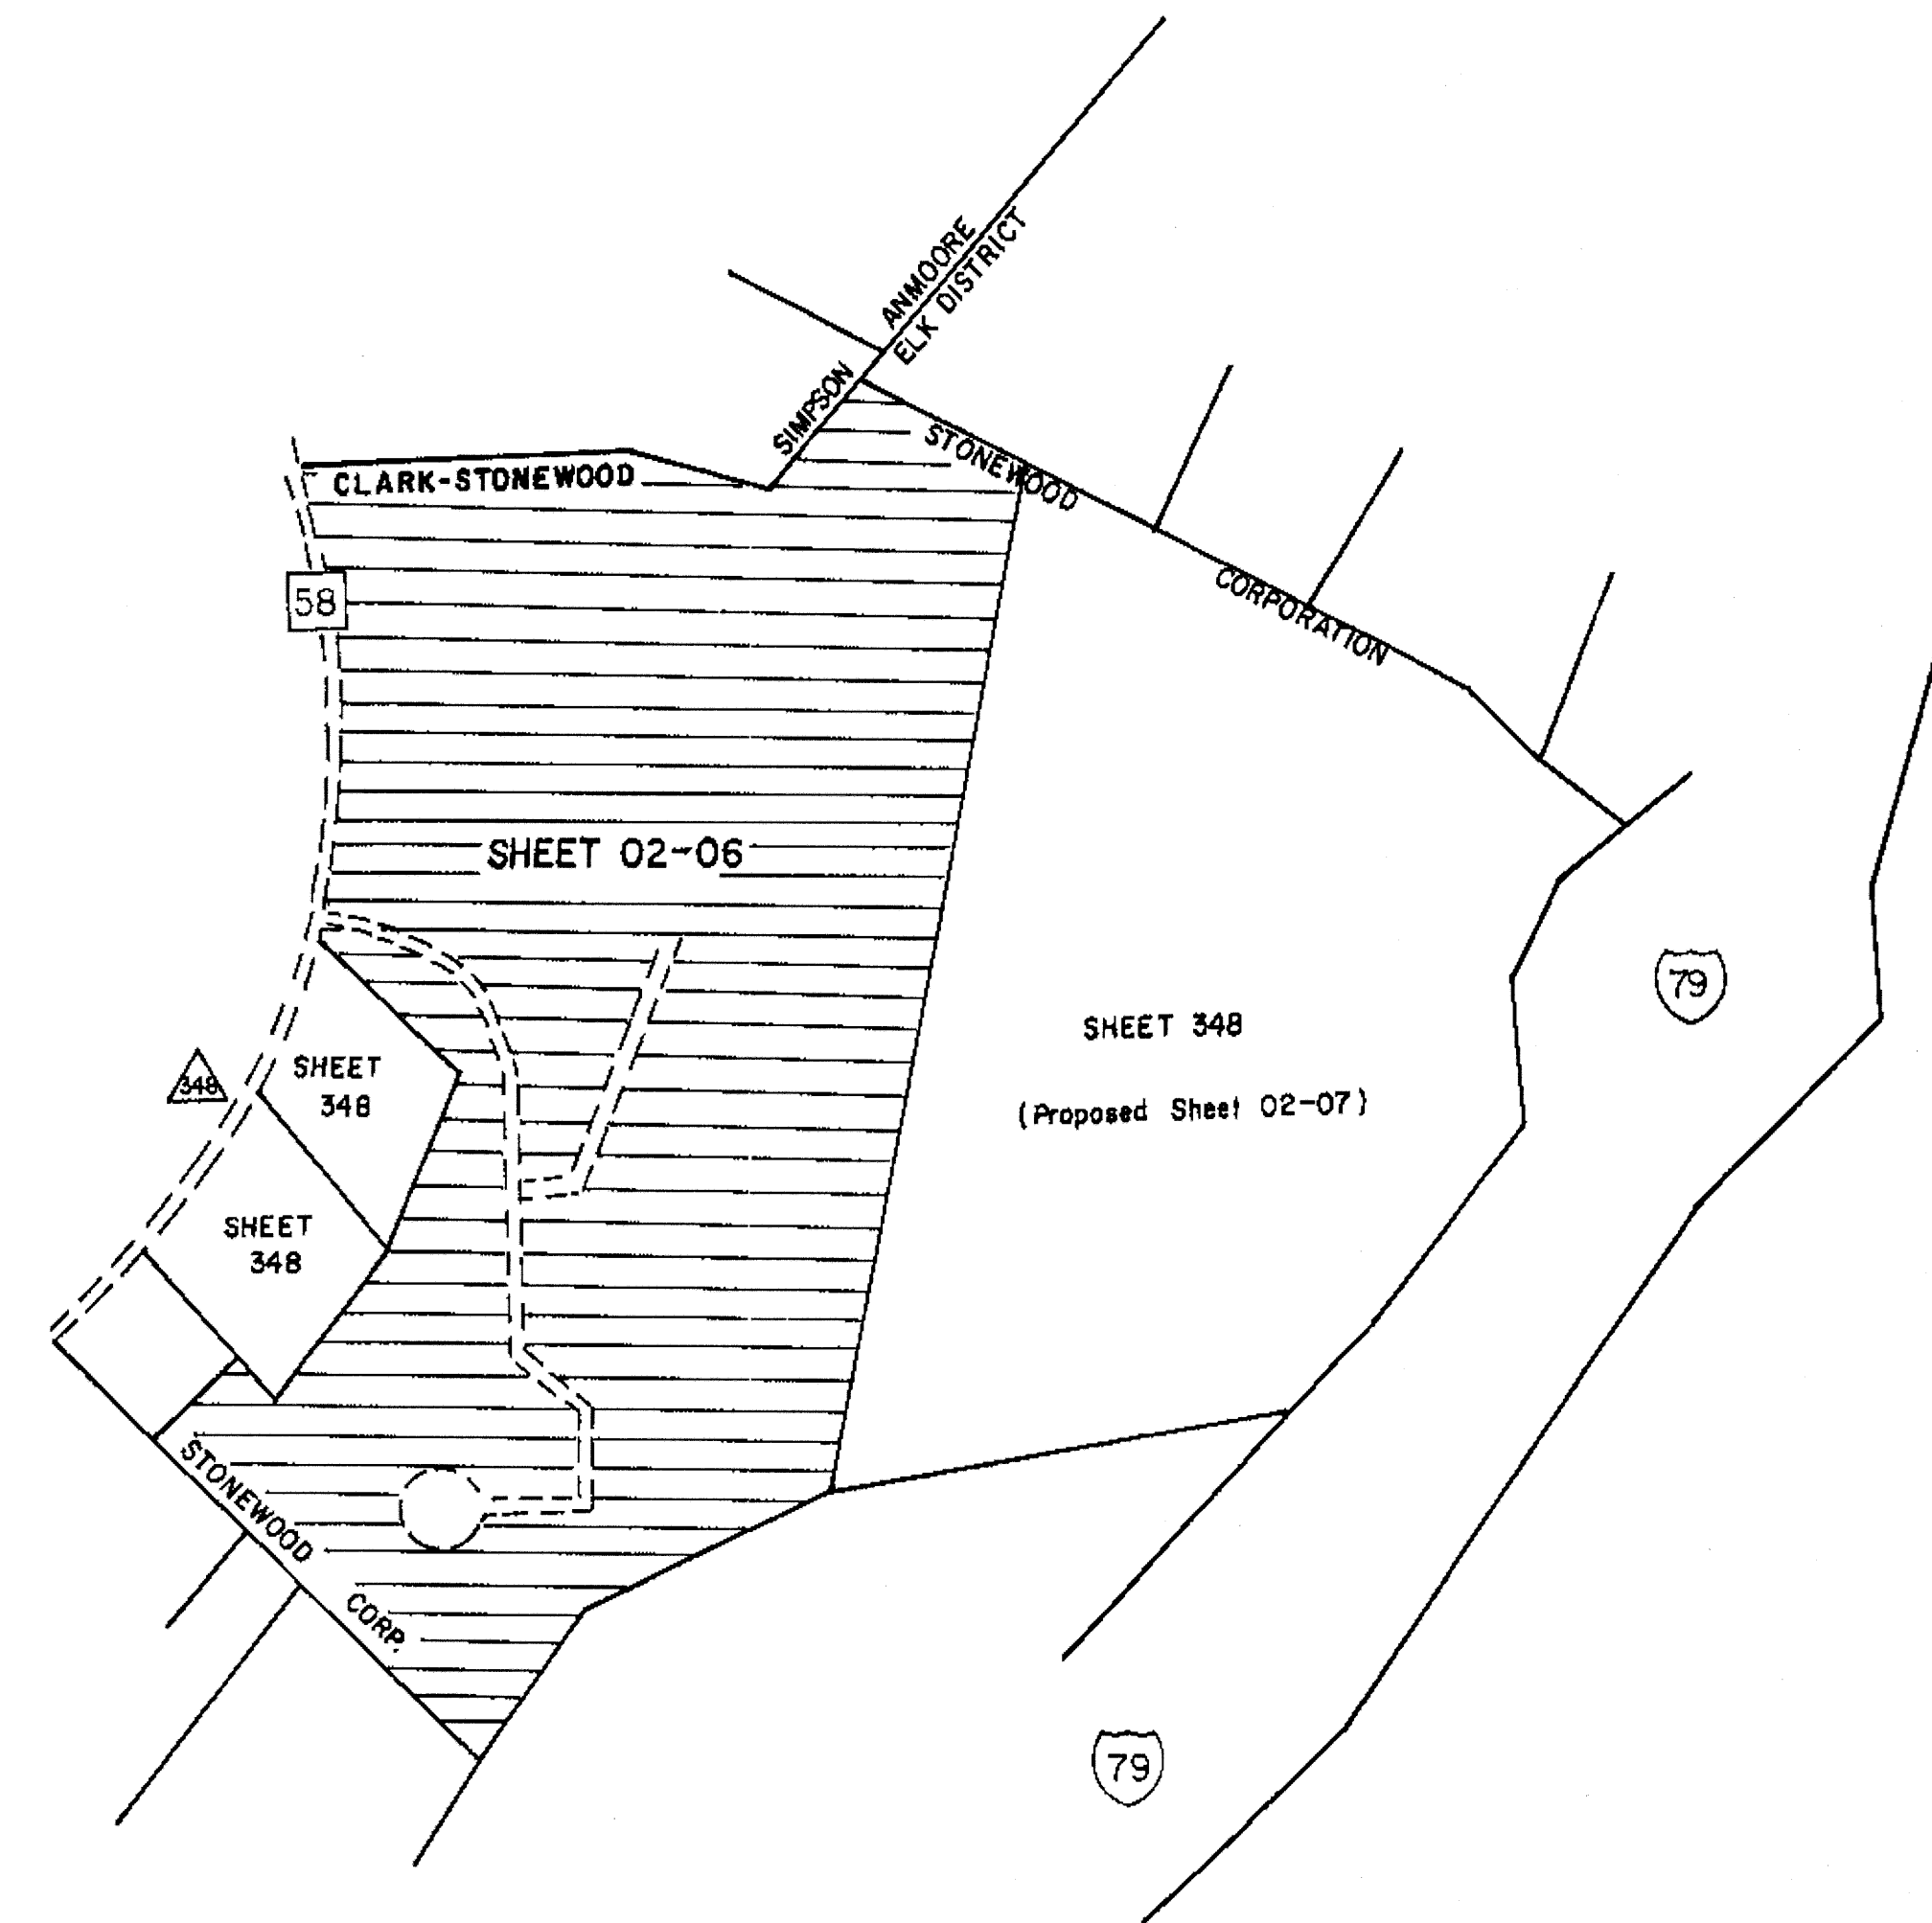 ANMOORE
ELK DISTRICT
SIMPSON
STONEWOOD
CORPORATION
CLARK-STONEWOOD
58
SHEET 02-06
79
SHEET 348
(Proposed Sheet 02-07)
348
SHEET
348
SHEET
348
STONEWOOD
CORP.
79